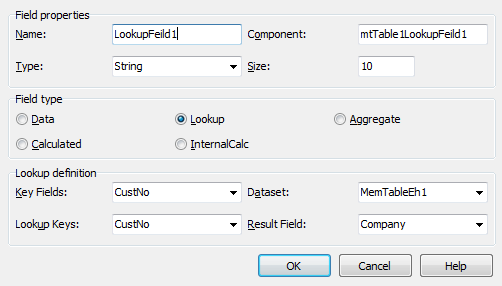 Field properties
Name: LookupFeild1 Component: mtTable1LookupFeild1
Type: String Size: 10
Field type
Data Lookup Aggregate
Calculated InternalCalc
Lookup definition
Key Fields: CustNo Dataset: MemTableEh1
Lookup Keys: CustNo Result Field: Company
OK Cancel Help